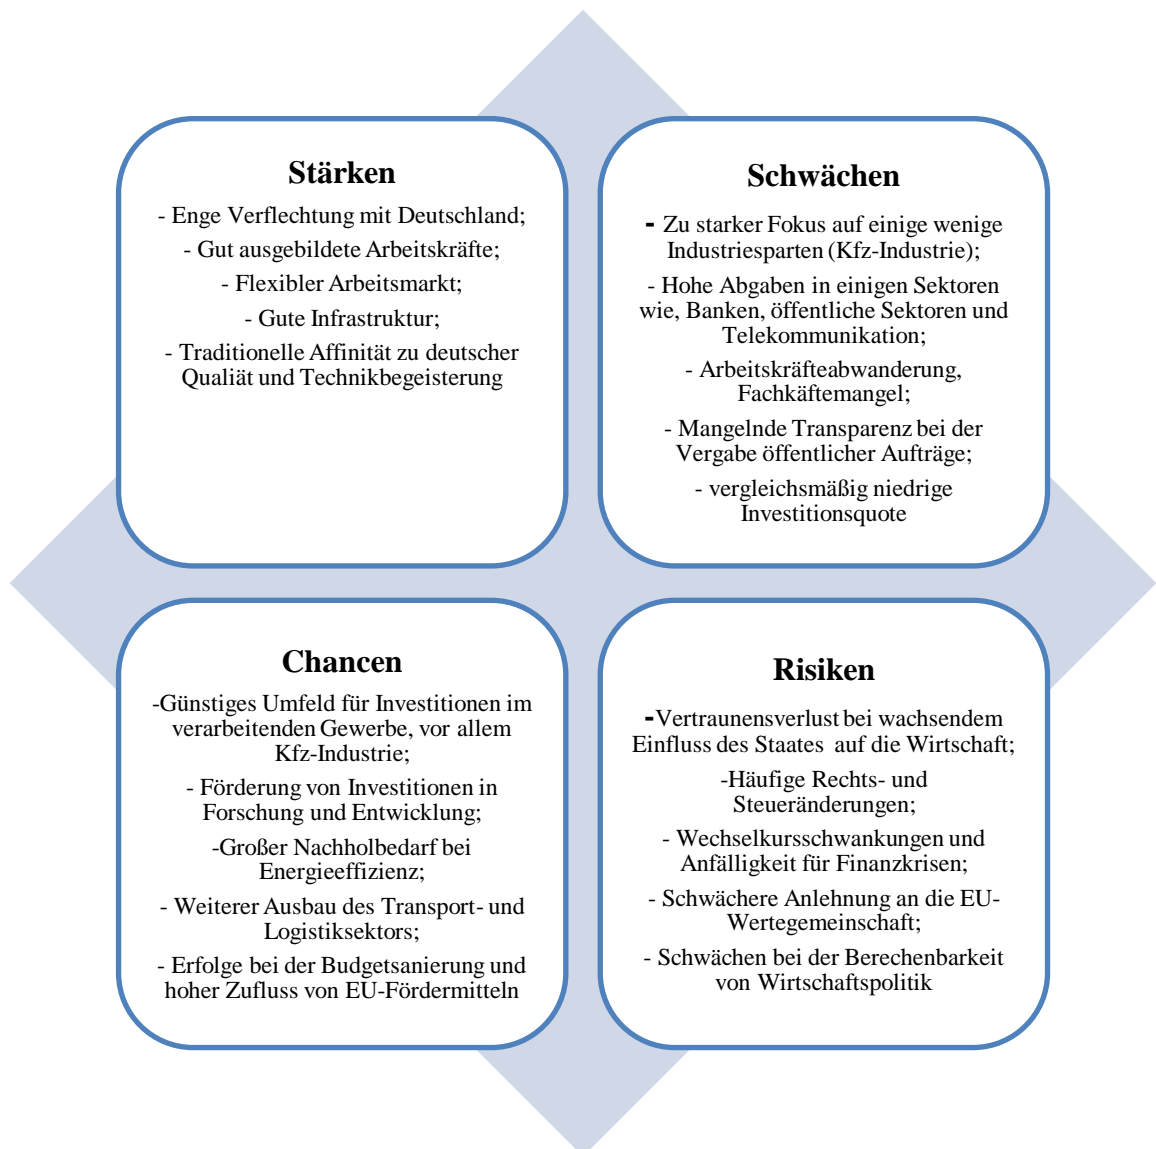 Stärken
- Enge Verflechtung mit Deutschland;
- Gut ausgebildete Arbeitskräfte;
- Flexibler Arbeitsmarkt;
- Gute Infrastruktur;
- Traditionelle Affinität zu deutscher
Qualiät und Technikbegeisterung
Schwächen
- Zu starker Fokus auf einige wenige
Industriesparten (Kfz-Industrie);
- Hohe Abgaben in einigen Sektoren
wie, Banken, öffentliche Sektoren und
Telekommunikation;
- Arbeitskräfteabwanderung,
Fachkäftemangel;
- Mangelnde Transparenz bei der
Vergabe öffentlicher Aufträge;
- vergleichsmäßig niedrige
Investitionsquote
Chancen
-Günstiges Umfeld für Investitionen im
verarbeitenden Gewerbe, vor allem
Kfz-Industrie;
- Förderung von Investitionen in
Forschung und Entwicklung;
-Großer Nachholbedarf bei
Energieeffizienz;
- Weiterer Ausbau des Transport- und
Logistiksektors;
- Erfolge bei der Budgetsanierung und
hoher Zufluss von EU-Fördermitteln
Risiken
-Vertraunensverlust bei wachsendem
Einfluss des Staates auf die Wirtschaft;
-Häufige Rechts- und
Steueränderungen;
- Wechselkursschwankungen und
Anfälligkeit für Finanzkrisen;
- Schwächere Anlehnung an die EU-
Wertegemeinschaft;
- Schwächen bei der Berechenbarkeit
von Wirtschaftspolitik